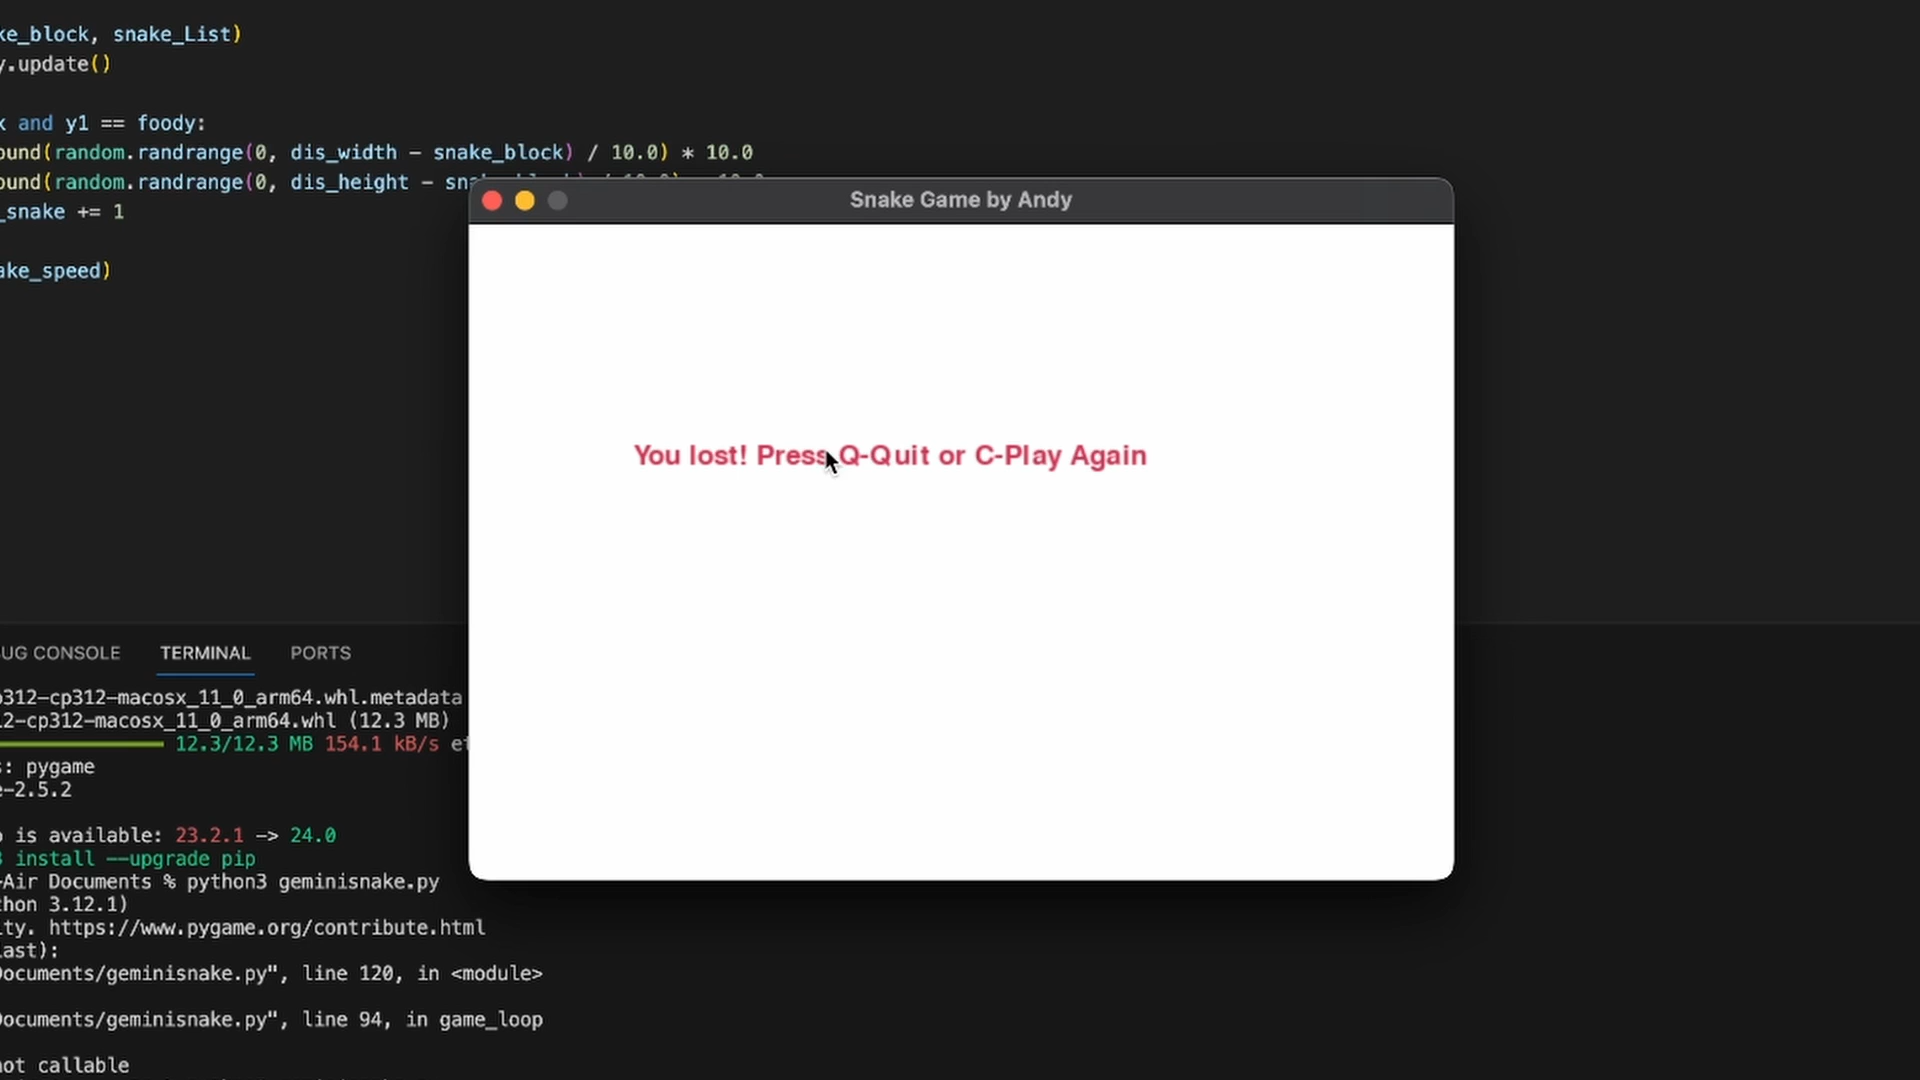 ke_block, snake_List)
y.update()
x and y1 == foody:
ound(random.randrange(0, dis_width - snake_block) / 10.0) * 10.0
ound(random.randrange(0, dis_height -
_snake += 1
ake_speed)
Snake Game by Andy
You lost! Press Q-Quit or C-Play Again
UG CONSOLE TERMINAL PORTS
p312-cp312-macosx_11_0_arm64.whl.metadata
12-cp312-macosx_11_0_arm64.whl (12.3 MB)
12.3/12.3 MB 154.1 kB/s et
s: pygame
e-2.5.2
p is available: 23.2.1 -> 24.0
3 install --upgrade pip
-Air Documents % python3 geminisnake.py
thon 3.12.1)
ity. https://www.pygame.org/contribute.html
last):
Documents/geminisnake.py", line 120, in <module>
Documents/geminisnake.py", line 94, in game_loop
not callable